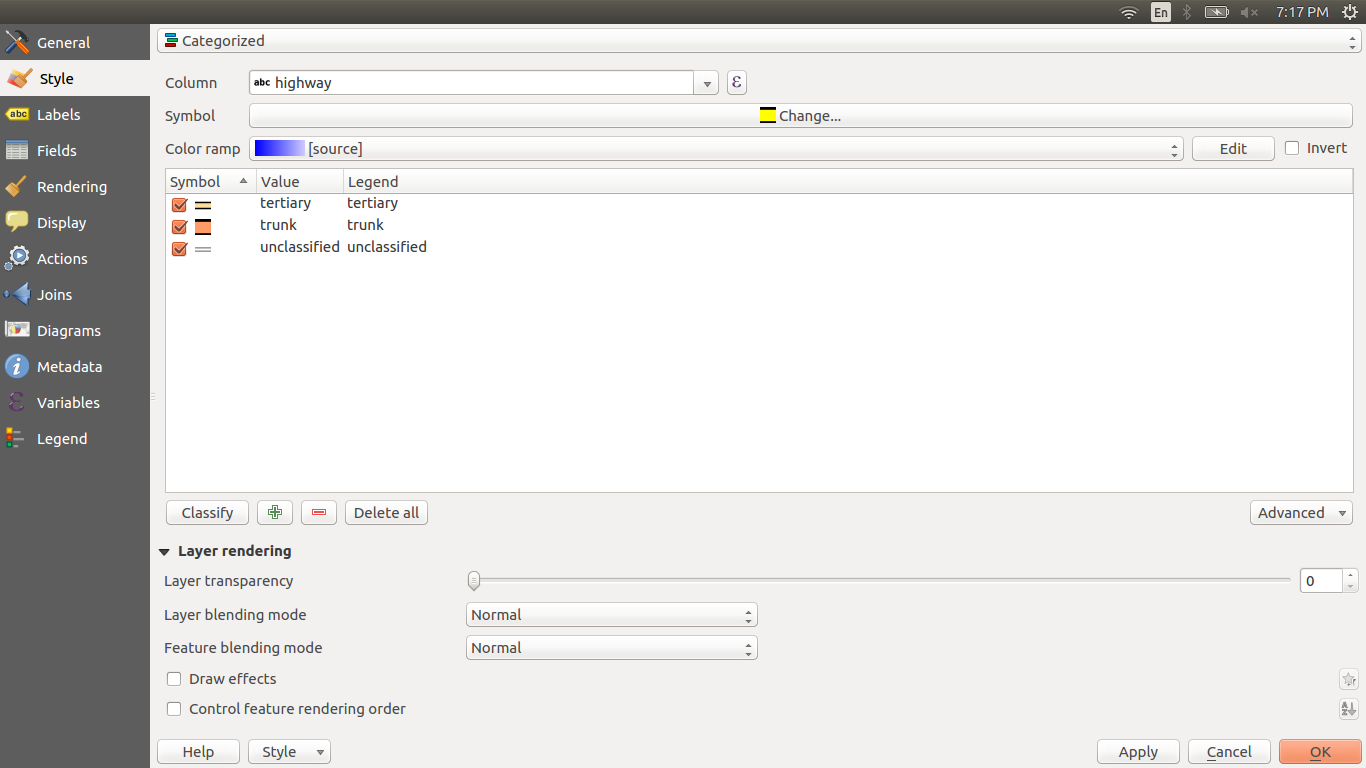 En 7:17 PM
General
Style
Labels
Fields
Rendering
Display
Actions
Joins
Diagrams
Metadata
Variables
Legend
Categorized
Column abc highway ε
Symbol Change...
Color ramp [source] Edit Invert
Symbol Value Legend
tertiary tertiary
trunk trunk
unclassified unclassified
Classify Delete all Advanced
Layer rendering
Layer transparency 0
Layer blending mode Normal
Feature blending mode Normal
Draw effects
Control feature rendering order
Help Style Apply Cancel OK